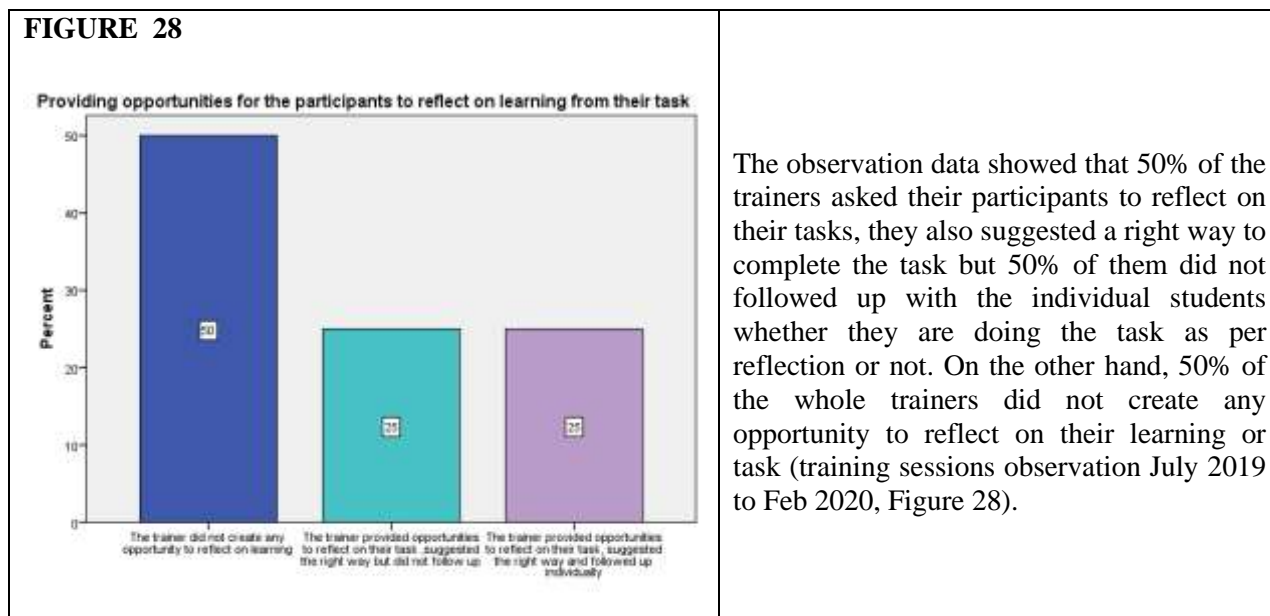 FIGURE 28
Providing opportunities for the participants to reflect on learning from their task
Percent
50
40
30
20
10
0
50
25
25
The trainer did not create any
opportunity to reflect on learning
The trainer provided opportunities
to reflect on their task ,suggested
the right way but did not follow up
The trainer provided opportunities
to reflect on their task, suggested
the right way and followed up
individually
The observation data showed that 50% of the
trainers asked their participants to reflect on
their tasks, they also suggested a right way to
complete the task but 50% of them did not
followed up with the individual students
whether they are doing the task as per
reflection or not. On the other hand, 50% of
the whole trainers did not create any
opportunity to reflect on their learning or
task (training sessions observation July 2019
to Feb 2020, Figure 28).